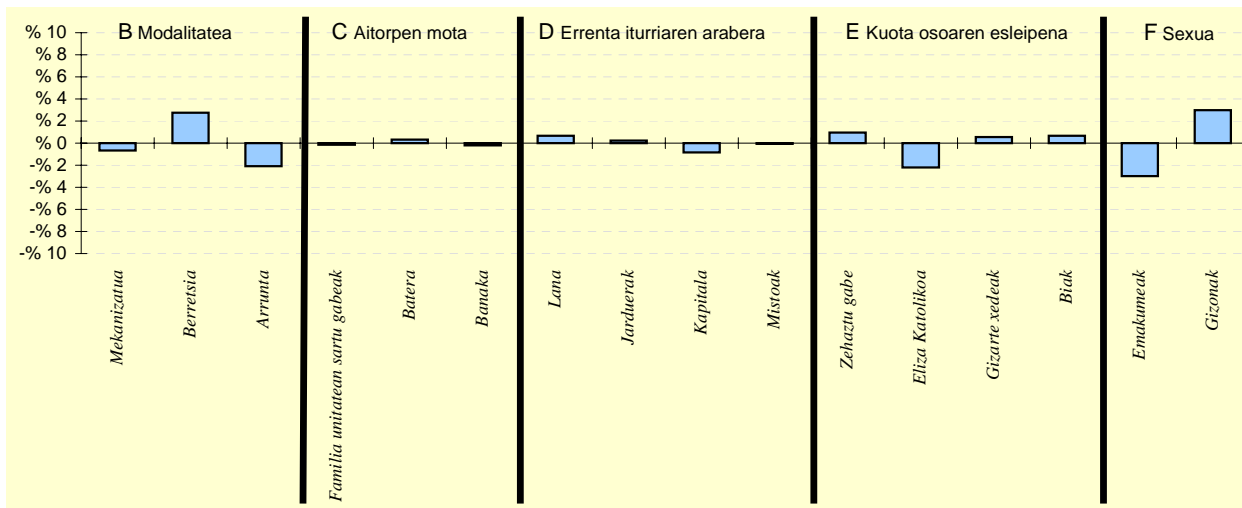 B Modalitatea
C Aitorpen mota
D Errenta iturriaren arabera
E Kuota osoaren esleipena
F Sexua
% 10
% 8
% 6
% 4
% 2
% 0
-% 2
-% 4
-% 6
-% 8
-% 10
Mekanizatua
Berretsia
Arrunta
Familia unitatean sartu gabeak
Batera
Banaka
Lana
Jarduerak
Kapitala
Mistoak
Zehaztu gabe
Eliza Katolikoa
Gizarte xedeak
Biak
Emakumeak
Gizonak